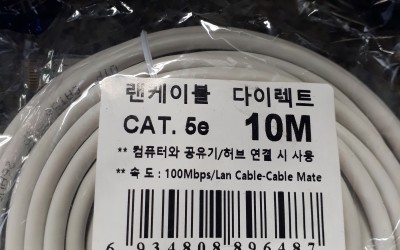 랜케이블 다이렉트
CAT. 5e 10M
** 컴퓨터와 공유기/허브 연결 시 사용
** 속 도 : 100Mbps/Lan Cable-Cable Mate
6 934808 896487